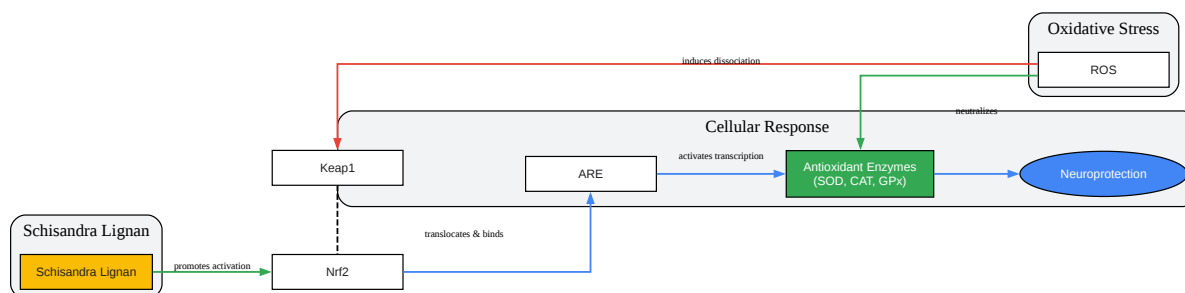 Oxidative Stress
induces dissociation
ROS
neutralizes
Cellular Response
Keap1
activates transcription
ARE
Antioxidant Enzymes
(SOD, CAT, GPx)
Neuroprotection
Schisandra Lignan
translocates & binds
Schisandra Lignan
promotes activation
Nrf2